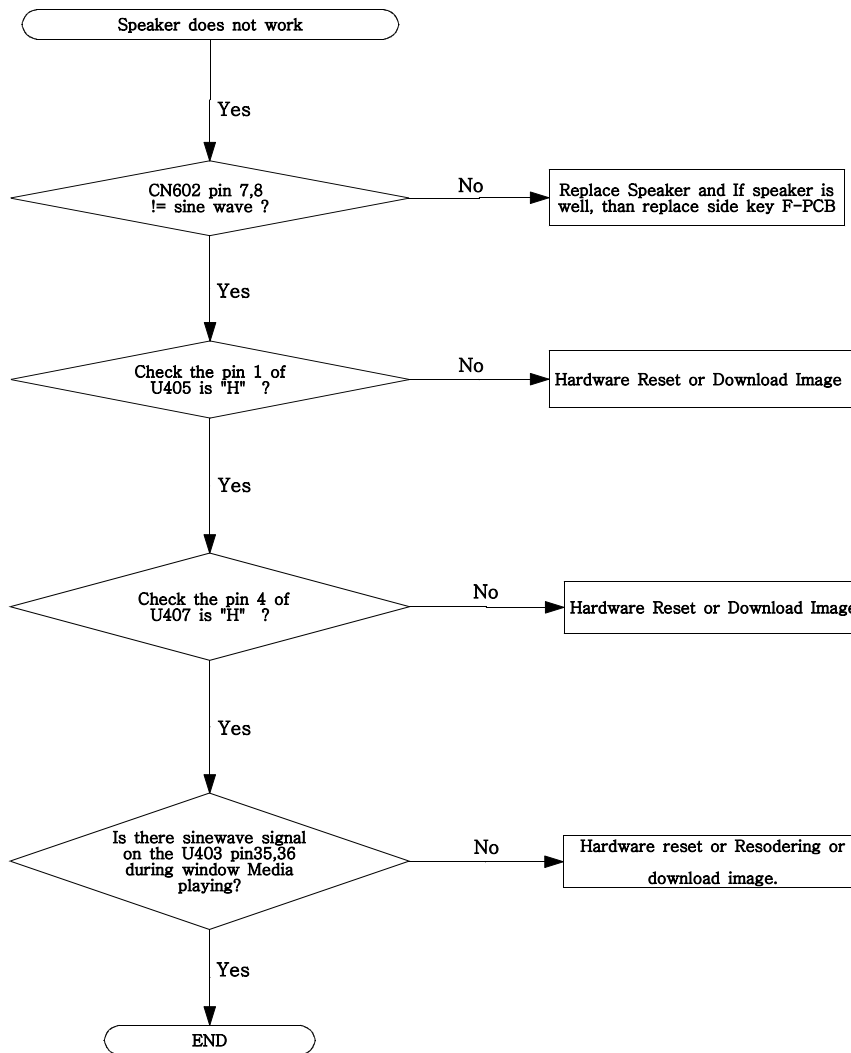 Speaker does not work
Yes
CN602 pin 7,8
!= sine wave ?
No
Replace Speaker and If speaker is
well, than replace side key F-PCB
Yes
Check the pin 1 of
U405 is "H" ?
No
Hardware Reset or Download Image
Yes
Check the pin 4 of
U407 is "H" ?
No
Hardware Reset or Download Image
Yes
Is there sinewave signal
on the U403 pin35,36
during window Media
playing?
No
Hardware reset or Resodering or
download image.
Yes
END